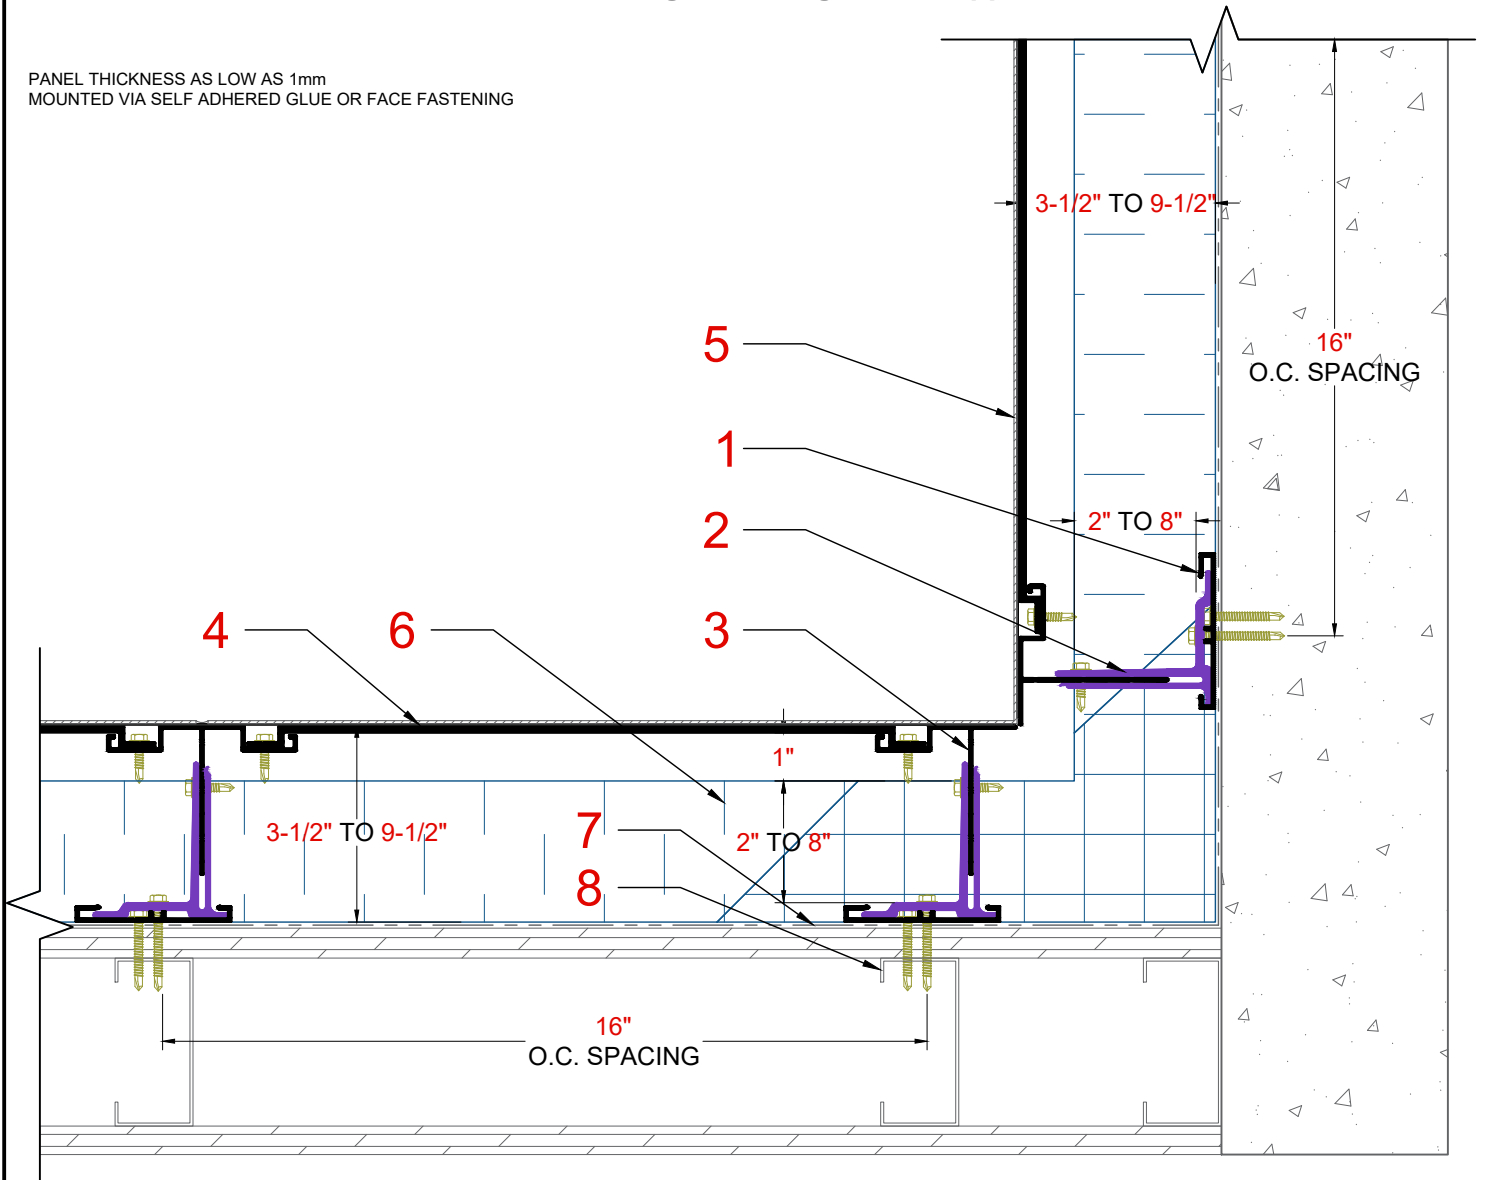 PANEL THICKNESS AS LOW AS 1mm
MOUNTED VIA SELF ADHERED GLUE OR FACE FASTENING
3-1/2" TO 9-1/2"
5
16"
O.C. SPACING
1
2
2" TO 8"
4
6
3
1"
3-1/2" TO 9-1/2"
7
2" TO 8"
8
16"
O.C. SPACING